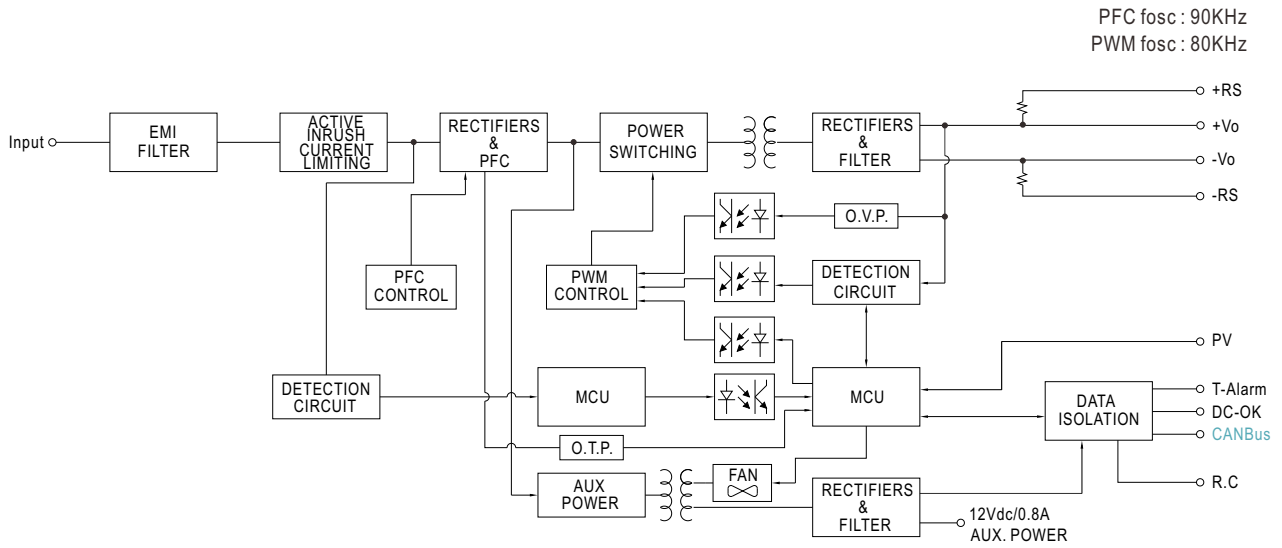 PFC fosc : 90KHz
PWM fosc : 80KHz
Input
EMI
FILTER
ACTIVE
INRUSH
CURRENT
LIMITING
RECTIFIERS
&
PFC
POWER
SWITCHING
RECTIFIERS
&
FILTER
+RS
+Vo
-Vo
-RS
O.V.P.
PFC
CONTROL
PWM
CONTROL
DETECTION
CIRCUIT
PV
DETECTION
CIRCUIT
MCU
MCU
DATA
ISOLATION
T-Alarm
DC-OK
CANBus
O.T.P.
R.C
AUX
POWER
FAN
RECTIFIERS
&
FILTER
12Vdc/0.8A
AUX. POWER